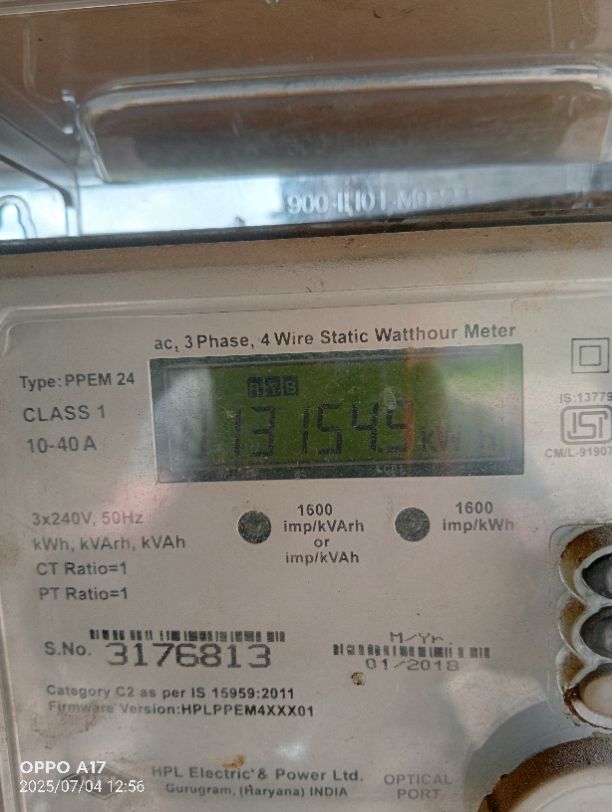 ac, 3 Phase, 4 Wire Static Watthour Meter
Type: PPEM 24
CLASS 1
10-40 A
R Y B
kWh
IS:13779
ISI
CM/L-91907
3x240V, 50Hz
kWh, kVArh, kVAh
CT Ratio=1
PT Ratio=1
1600
imp/kVArh
or
imp/kVAh
1600
imp/kWh
S.No. 3176813
M/Yr
01/2018
Category C2 as per IS 15959:2011
Firmware Version:HPLPPEM4XXX01
HPL Electric & Power Ltd.
Gurugram, (Haryana) INDIA
OPTICAL
PORT
OPPO A17
2025/07/04 12:56